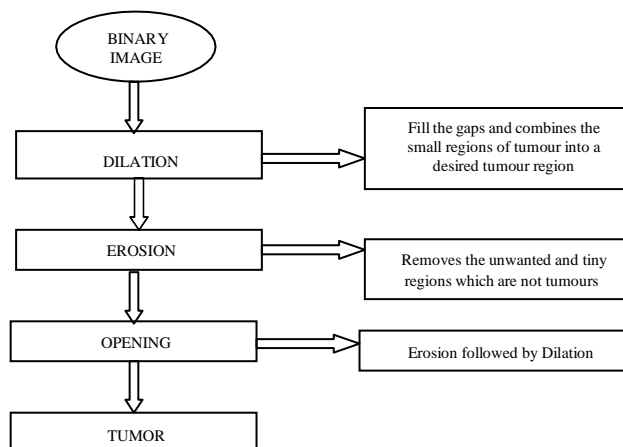 BINARY
IMAGE
DILATION
Fill the gaps and combines the
small regions of tumour into a
desired tumour region
EROSION
Removes the unwanted and tiny
regions which are not tumours
OPENING
Erosion followed by Dilation
TUMOR